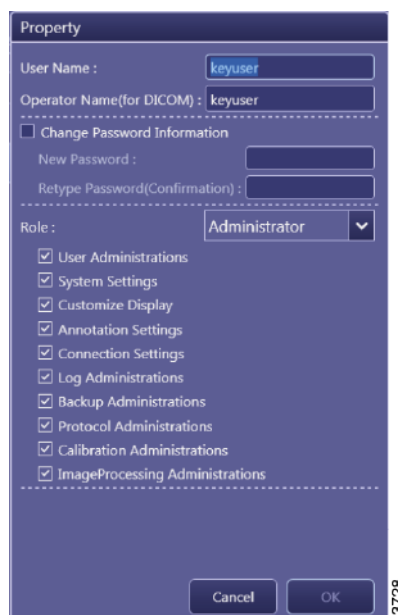 Property
User Name : keyuser
Operator Name(for DICOM) : keyuser
Change Password Information
New Password :
Retype Password(Confirmation) :
Role : Administrator
User Administrations
System Settings
Customize Display
Annotation Settings
Connection Settings
Log Administrations
Backup Administrations
Protocol Administrations
Calibration Administrations
ImageProcessing Administrations
Cancel OK
3728